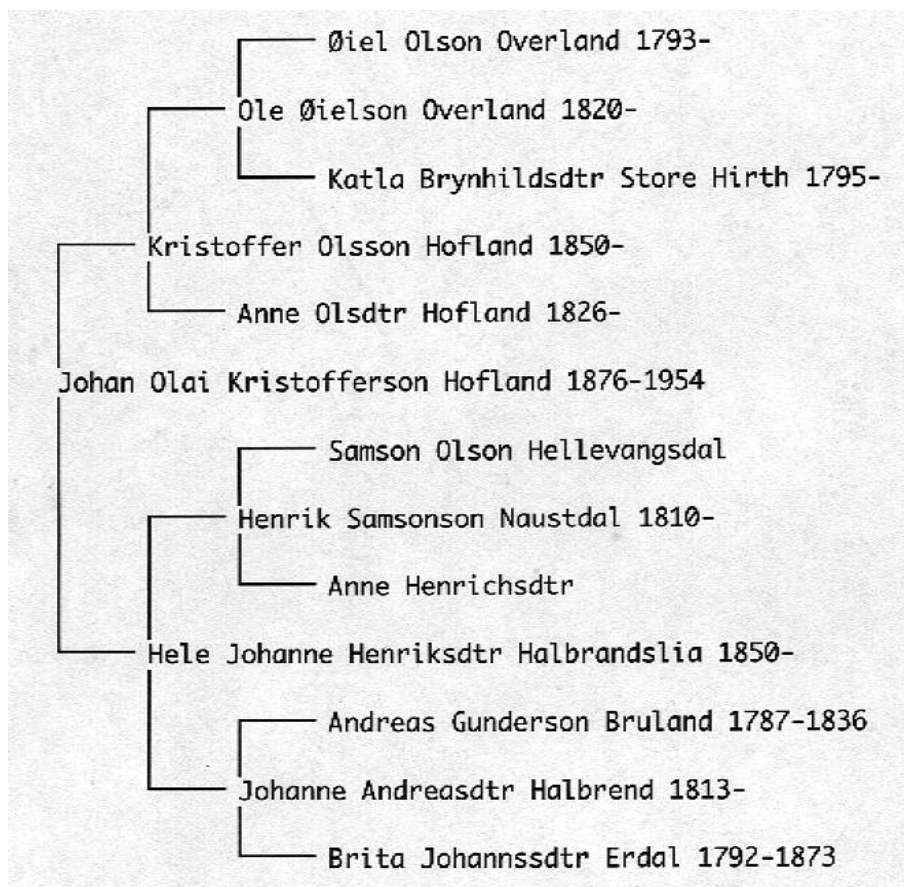 Øiel Olson Overland 1793-
Ole Øielson Overland 1820-
Katla Brynhildsdtr Store Hirth 1795-
Kristoffer Olsson Hofland 1850-
Anne Olsdtr Hofland 1826-
Johan Olai Kristofferson Hofland 1876-1954
Samson Olson Hellevangsdal
Henrik Samsonson Naustdal 1810-
Anne Henrichsdtr
Hele Johanne Henriksdtr Halbrandslia 1850-
Andreas Gunderson Bruland 1787-1836
Johanne Andreasdtr Halbrend 1813-
Brita Johannssdtr Erdal 1792-1873